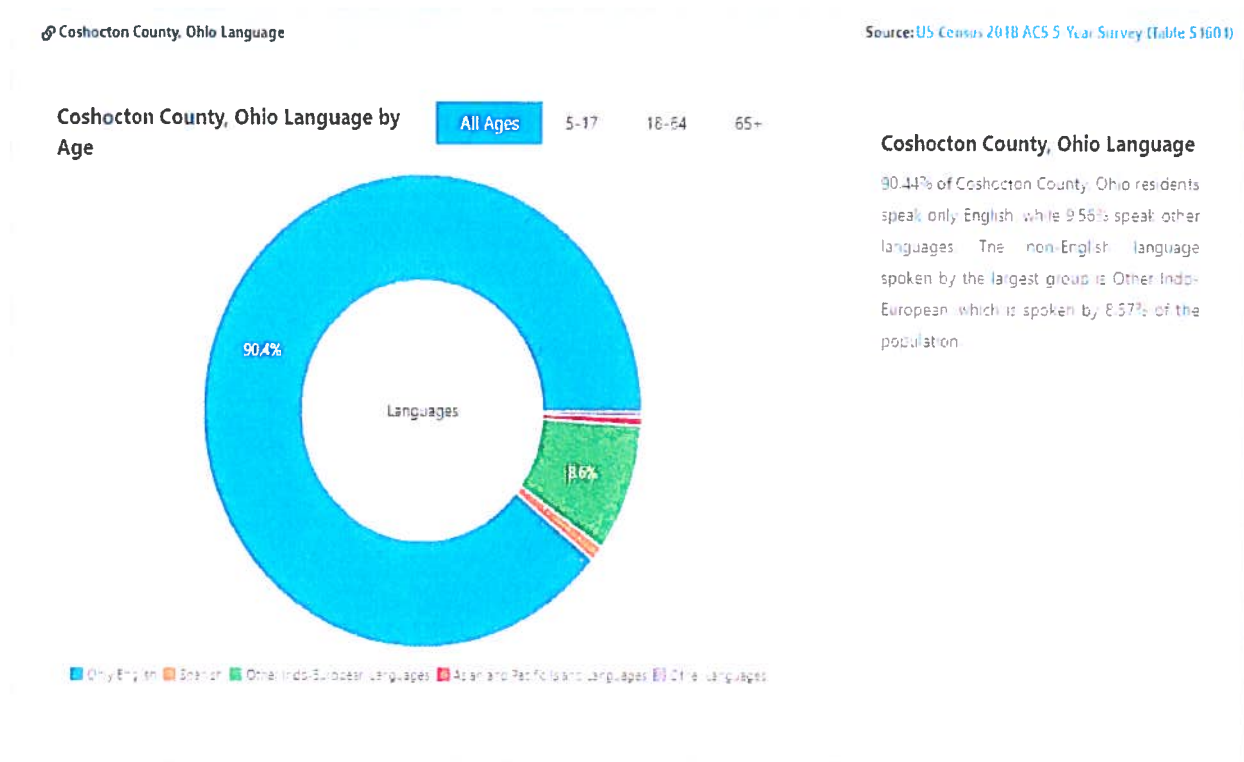 Coshocton County, Ohio Language
Source: US Census 2018 ACS 5-Year Survey (Table S1601)
Coshocton County, Ohio Language by
Age
All Ages 5-17 18-64 65+
Coshocton County, Ohio Language
90.44% of Coshocton County, Ohio residents
speak only English, while 9.56% speak other
languages. The non-English language
spoken by the largest group is Other Indo-
European, which is spoken by 8.57% of the
population.
90.4%
Languages
8.6%
Only English Spanish Other Indo-European Languages Asian and Pacific Island Languages Other Languages